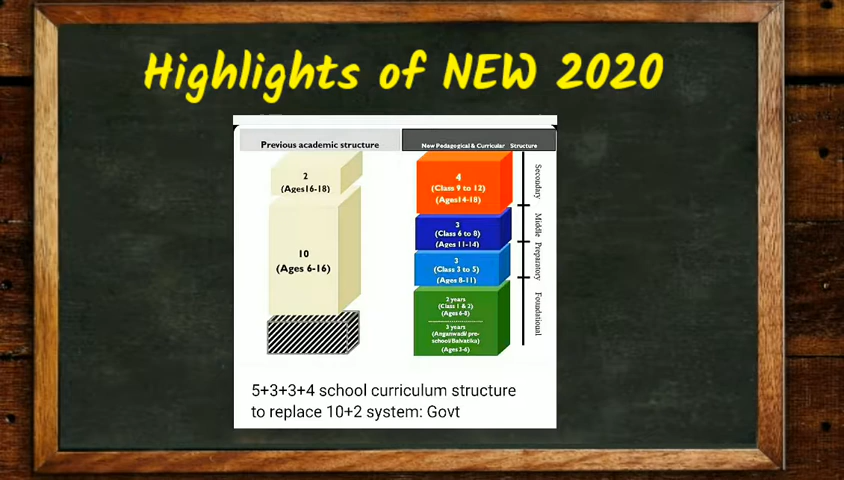 Highlights of NEW 2020
Previous academic structure
New Pedagogical & Curricular Structure
2
(Ages16-18)
10
(Ages 6-16)
4
(Class 9 to 12)
(Ages14-18)
Secondary
3
(Class 6 to 8)
(Ages 11-14)
Middle
3
(Class 3 to 5)
(Ages 8-11)
Preparatory
2 years
(Class 1 & 2)
(Ages 6-8)
3 years
(Anganwadi/ pre-
school/Balvatika)
(Ages 3-6)
Foundational
5+3+3+4 school curriculum structure
to replace 10+2 system: Govt